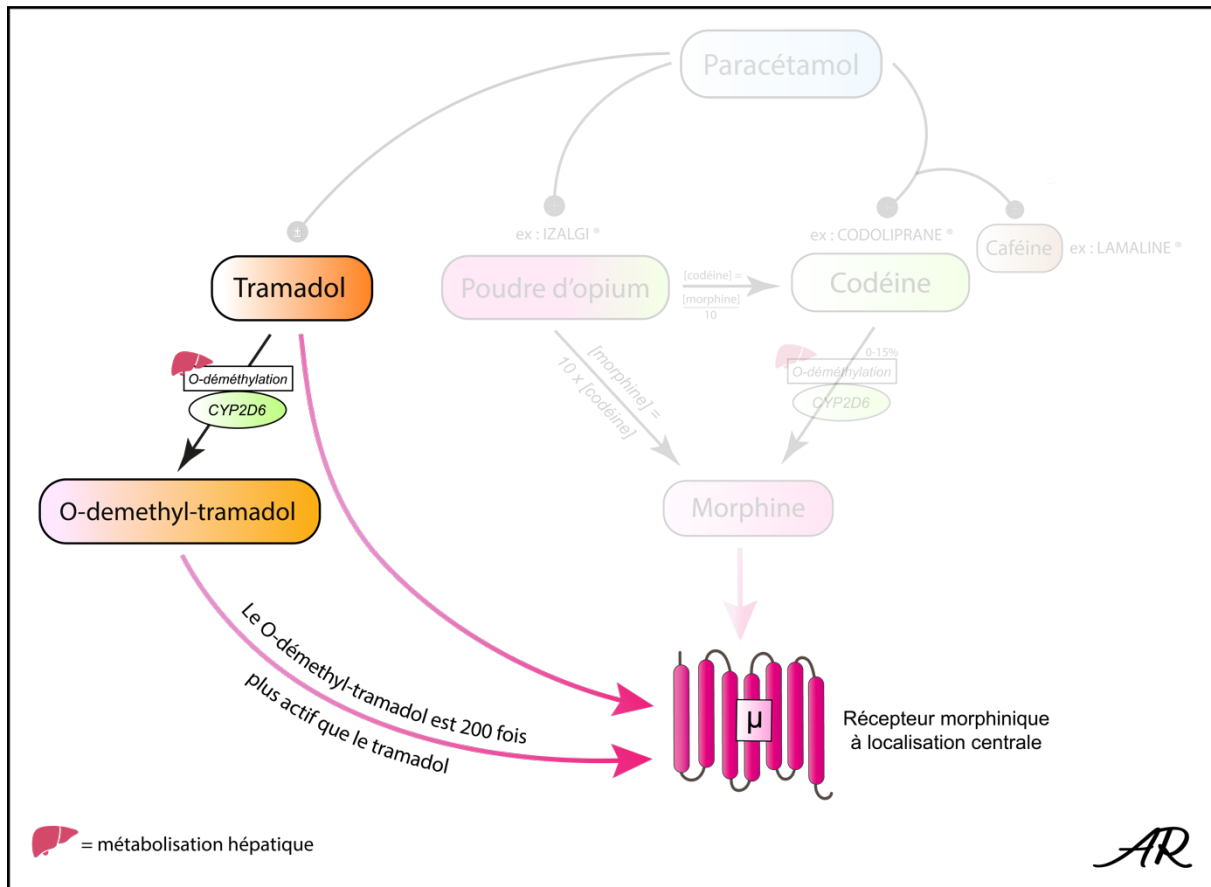 Paracétamol
±
ex : IZALGI ®
ex : CODOLIPRANE ®
Caféine
ex : LAMALINE ®
Tramadol
Poudre d'opium
[codéine] =
[morphine]
10
Codéine
O-déméthylation
CYP2D6
[morphine] =
10 x [codéine]
0-15%
O-déméthylation
CYP2D6
O-demethyl-tramadol
Morphine
Le O-démethyl-tramadol est 200 fois
plus actif que le tramadol
µ
Récepteur morphinique
à localisation centrale
= métabolisation hépatique
AR